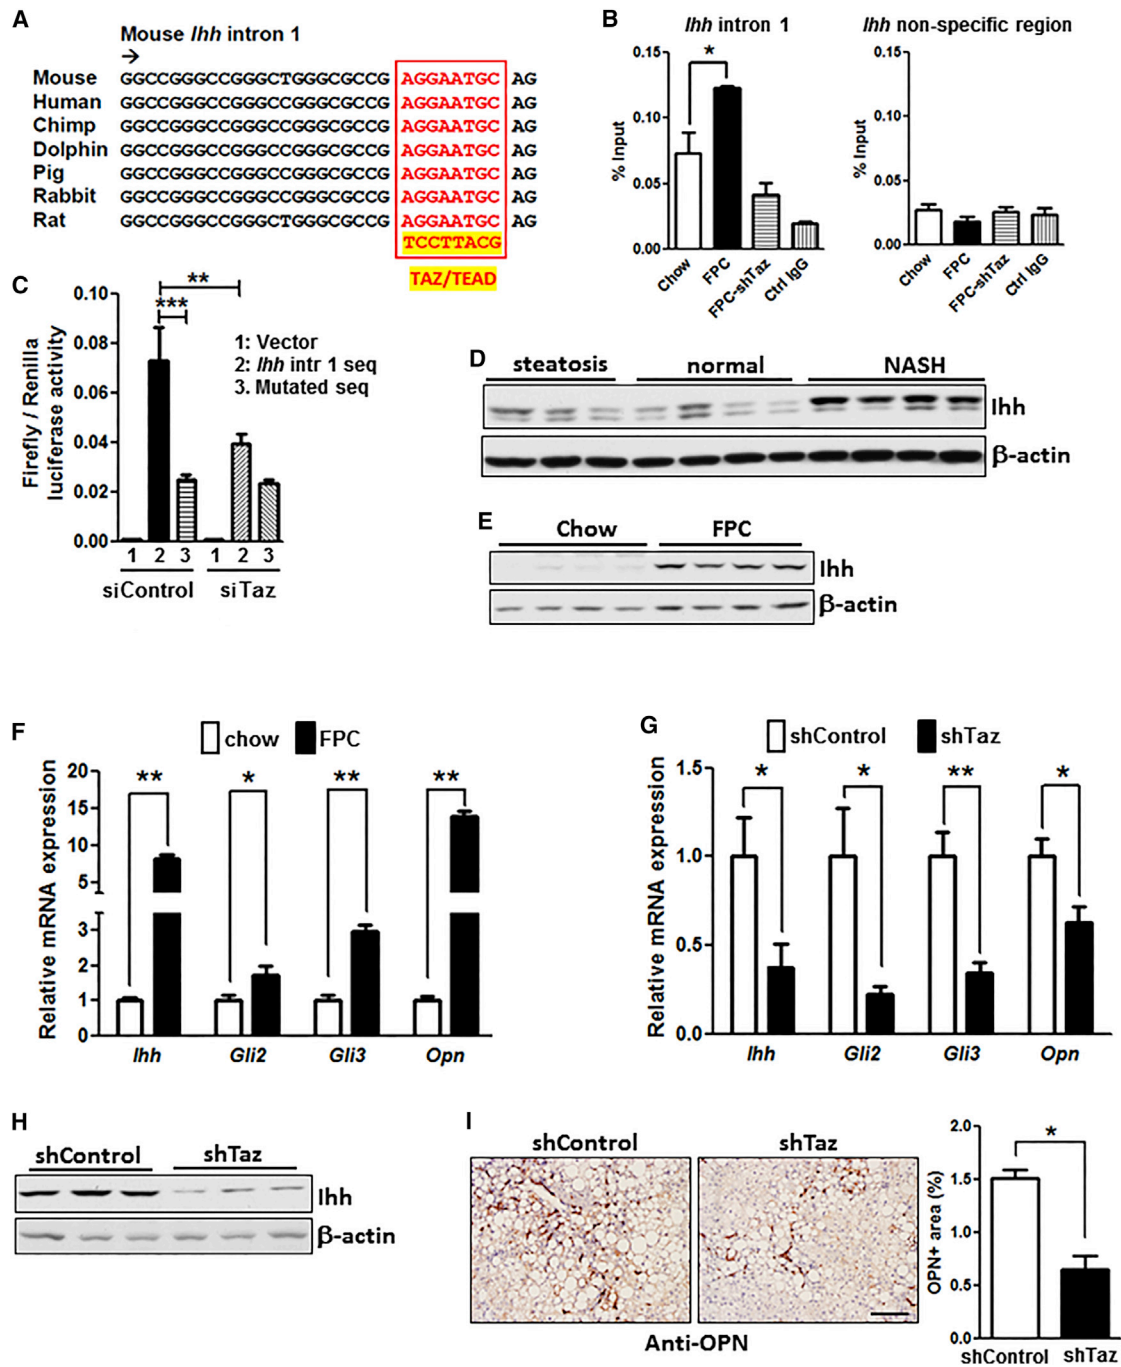 A
Mouse Ihh intron 1
→
Mouse GGCCGGGCCGGGCTGGGCGCCG AGGAATGC AG
Human GGCCGGGCCGGGCCGGGCGCCG AGGAATGC AG
Chimp GGCCGGGCCGGGCCGGGCGCCG AGGAATGC AG
Dolphin GGCCGGGCCGGGCCGGGCGCCG AGGAATGC AG
Pig GGCCGGGCCGGGCCGGGCGCCG AGGAATGC AG
Rabbit GGCCGGGCCGGGCCGGGCGCCG AGGAATGC AG
Rat GGCCGGGCCGGGCTGGGCGCCG AGGAATGC AG
TCCTTACG
TAZ/TEAD
B
Ihh intron 1
% Input
0.15
0.10
0.05
0.00
*
Chow
FPC
FPC-shTaz
Ctrl IgG
Ihh non-specific region
% Input
0.15
0.10
0.05
0.00
Chow
FPC
FPC-shTaz
Ctrl IgG
C
Firefly / Renilla
luciferase activity
0.10
0.08
0.06
0.04
0.02
0.00
**
***
1: Vector
2: Ihh intr 1 seq
3. Mutated seq
1 2 3 1 2 3
siControl siTaz
D
steatosis normal NASH
Ihh
β-actin
E
Chow FPC
Ihh
β-actin
F
chow FPC
Relative mRNA expression
20
15
10
5
3
2
1
0
** * ** **
Ihh Gli2 Gli3 Opn
G
shControl shTaz
Relative mRNA expression
1.5
1.0
0.5
0.0
* * ** *
Ihh Gli2 Gli3 Opn
H
shControl shTaz
Ihh
β-actin
I
shControl shTaz
Anti-OPN
OPN+ area (%)
2.0
1.5
1.0
0.5
0.0
*
shControl shTaz